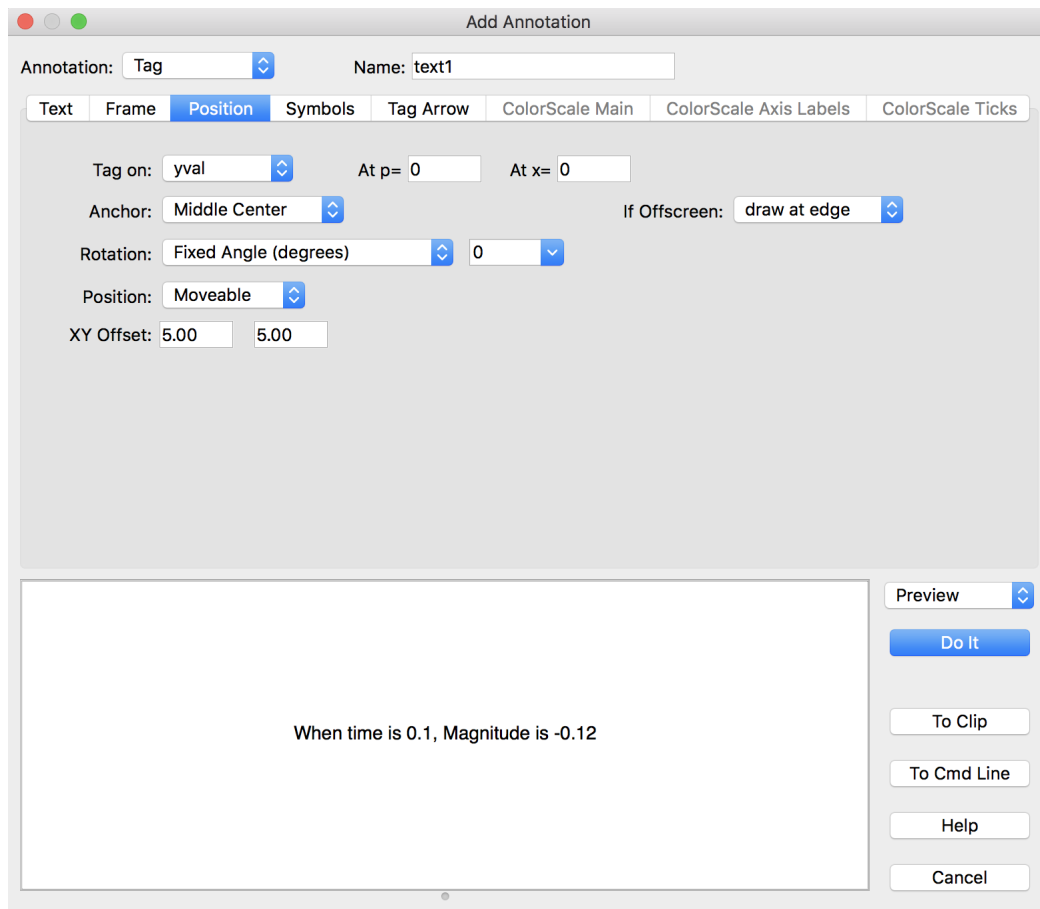 Add Annotation
Annotation: Tag Name: text1
Text Frame Position Symbols Tag Arrow ColorScale Main ColorScale Axis Labels ColorScale Ticks
Tag on: yval At p= 0 At x= 0
Anchor: Middle Center If Offscreen: draw at edge
Rotation: Fixed Angle (degrees) 0
Position: Moveable
XY Offset: 5.00 5.00
Preview
Do It
When time is 0.1, Magnitude is -0.12
To Clip
To Cmd Line
Help
Cancel